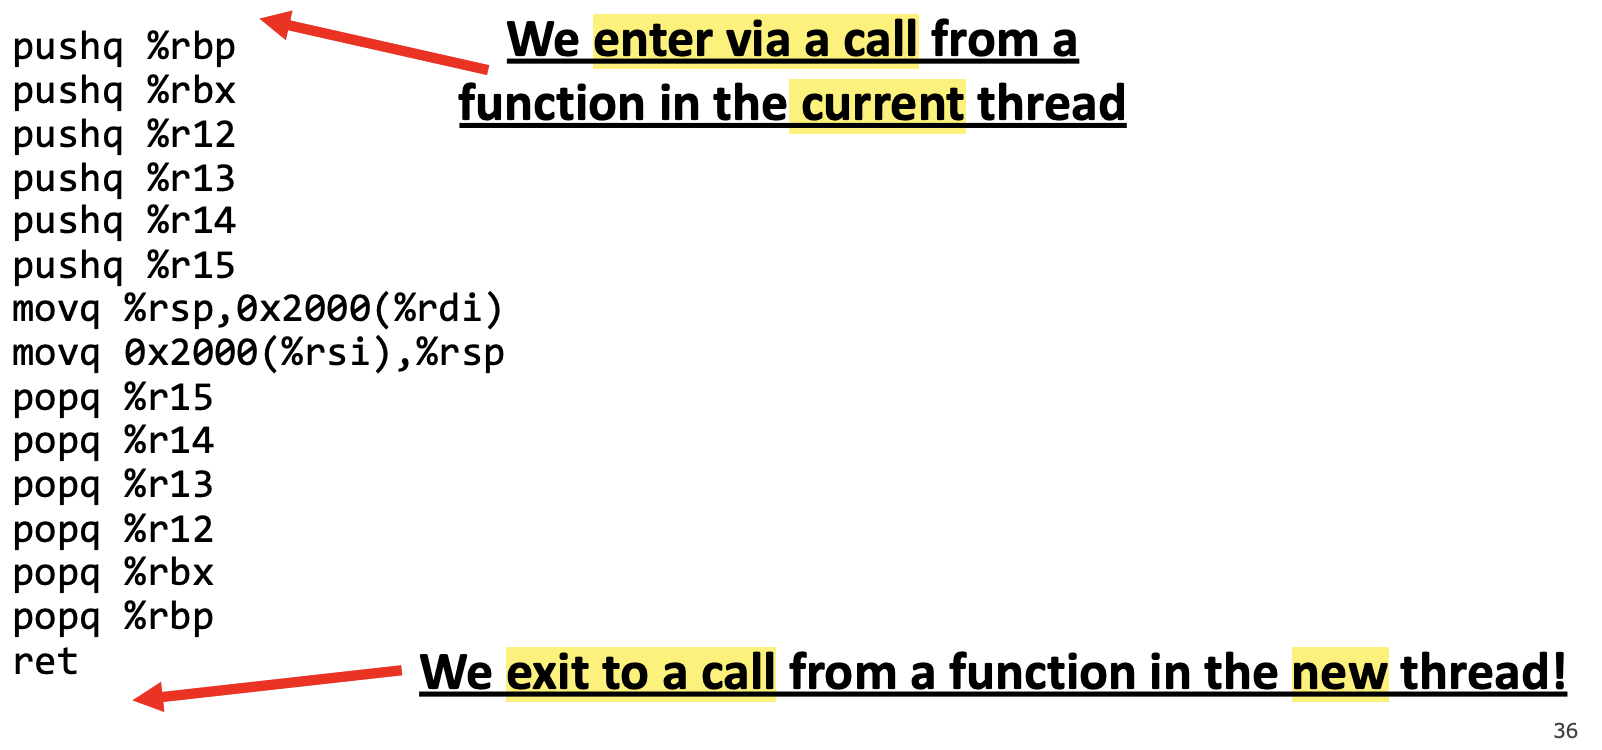 pushq %rbp
pushq %rbx
pushq %r12
pushq %r13
pushq %r14
pushq %r15
movq %rsp,0x2000(%rdi)
movq 0x2000(%rsi),%rsp
popq %r15
popq %r14
popq %r13
popq %r12
popq %rbx
popq %rbp
ret
We enter via a call from a
function in the current thread
We exit to a call from a function in the new thread!
36